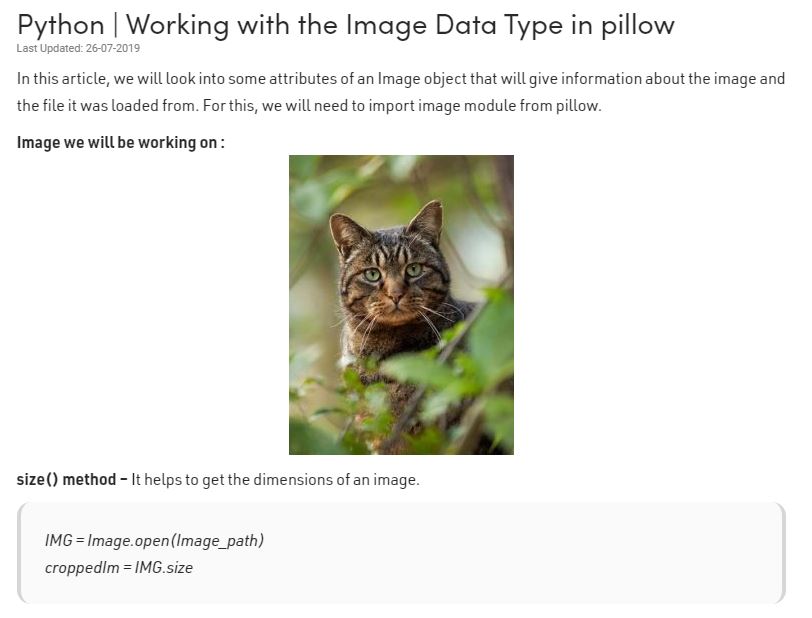 Python | Working with the Image Data Type in pillow
Last Updated: 26-07-2019
In this article, we will look into some attributes of an Image object that will give information about the image and
the file it was loaded from. For this, we will need to import image module from pillow.
Image we will be working on :
size() method – It helps to get the dimensions of an image.
IMG = Image.open(Image_path)
croppedIm = IMG.size